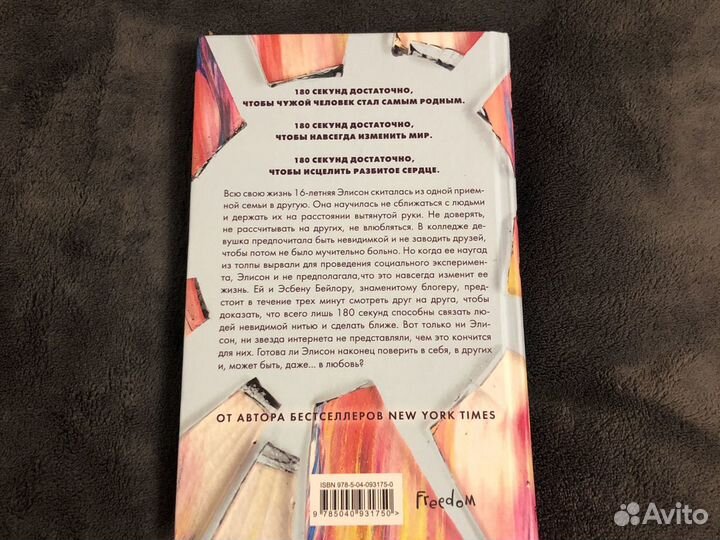 180 СЕКУНД ДОСТАТОЧНО,
ЧТОБЫ ЧУЖОЙ ЧЕЛОВЕК СТАЛ САМЫМ РОДНЫМ.
180 СЕКУНД ДОСТАТОЧНО,
ЧТОБЫ НАВСЕГДА ИЗМЕНИТЬ МИР.
180 СЕКУНД ДОСТАТОЧНО,
ЧТОБЫ ИСЦЕЛИТЬ РАЗБИТОЕ СЕРДЦЕ.
Всю свою жизнь 16-летняя Элисон скиталась из одной прием-
ной семьи в другую. Она научилась не сближаться с людьми
и держать их на расстоянии вытянутой руки. Не доверять,
не рассчитывать на других, не влюбляться. В колледже де-
вушка предпочитала быть невидимкой и не заводить друзей,
чтобы потом не было мучительно больно. Но когда ее наугад
из толпы вырвали для проведения социального эксперимен-
та, Элисон и не предполагала, что это навсегда изменит ее
жизнь. Ей и Эсбену Бейлору, знаменитому блогеру, пред-
стоит в течение трех минут смотреть друг на друга, чтобы
доказать, что всего лишь 180 секунд способны связать лю-
дей невидимой нитью и сделать ближе. Вот только ни Эли-
сон, ни звезда интернета не представляли, чем это кончится
для них. Готова ли Элисон наконец поверить в себя, в других
и, может быть, даже... в любовь?
ОТ АВТОРА БЕСТСЕЛЛЕРОВ NEW YORK TIMES
ISBN 978-5-04-093175-0
9 785040 931750 >
freedom
Avito